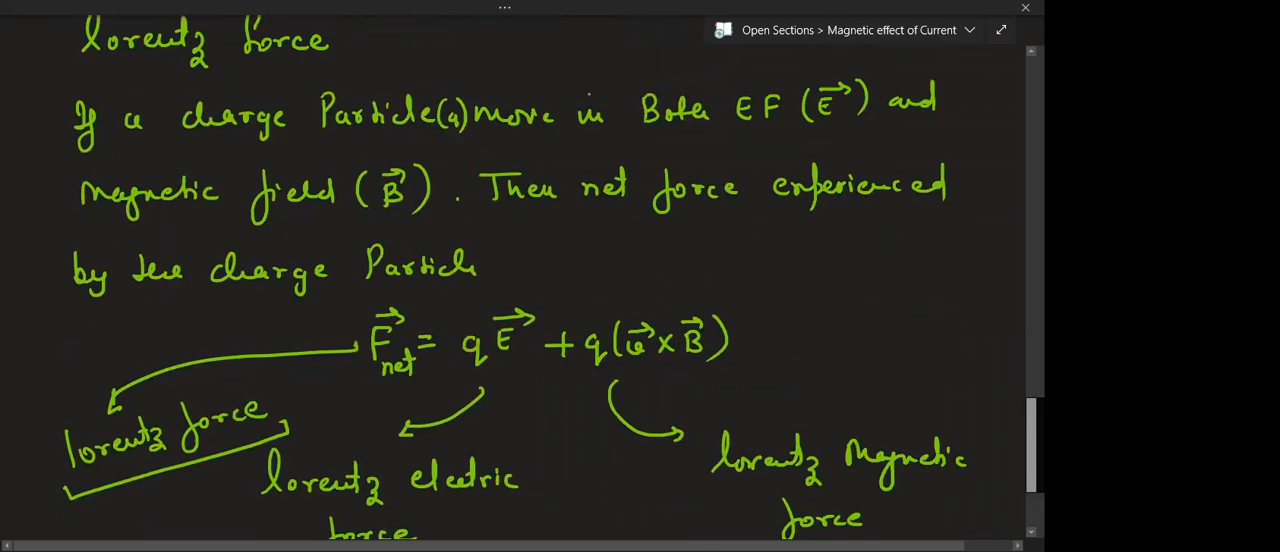 Open Sections > Magnetic effect of Current
lorentz force
If a charge Particle(q) move in Both EF (E⃗) and
Magnetic field (B⃗). Then net force experienced
by the charge Particle
F⃗net = qE⃗ + q(v⃗ × B⃗)
lorentz force
lorentz electric
force
lorentz Magnetic
force